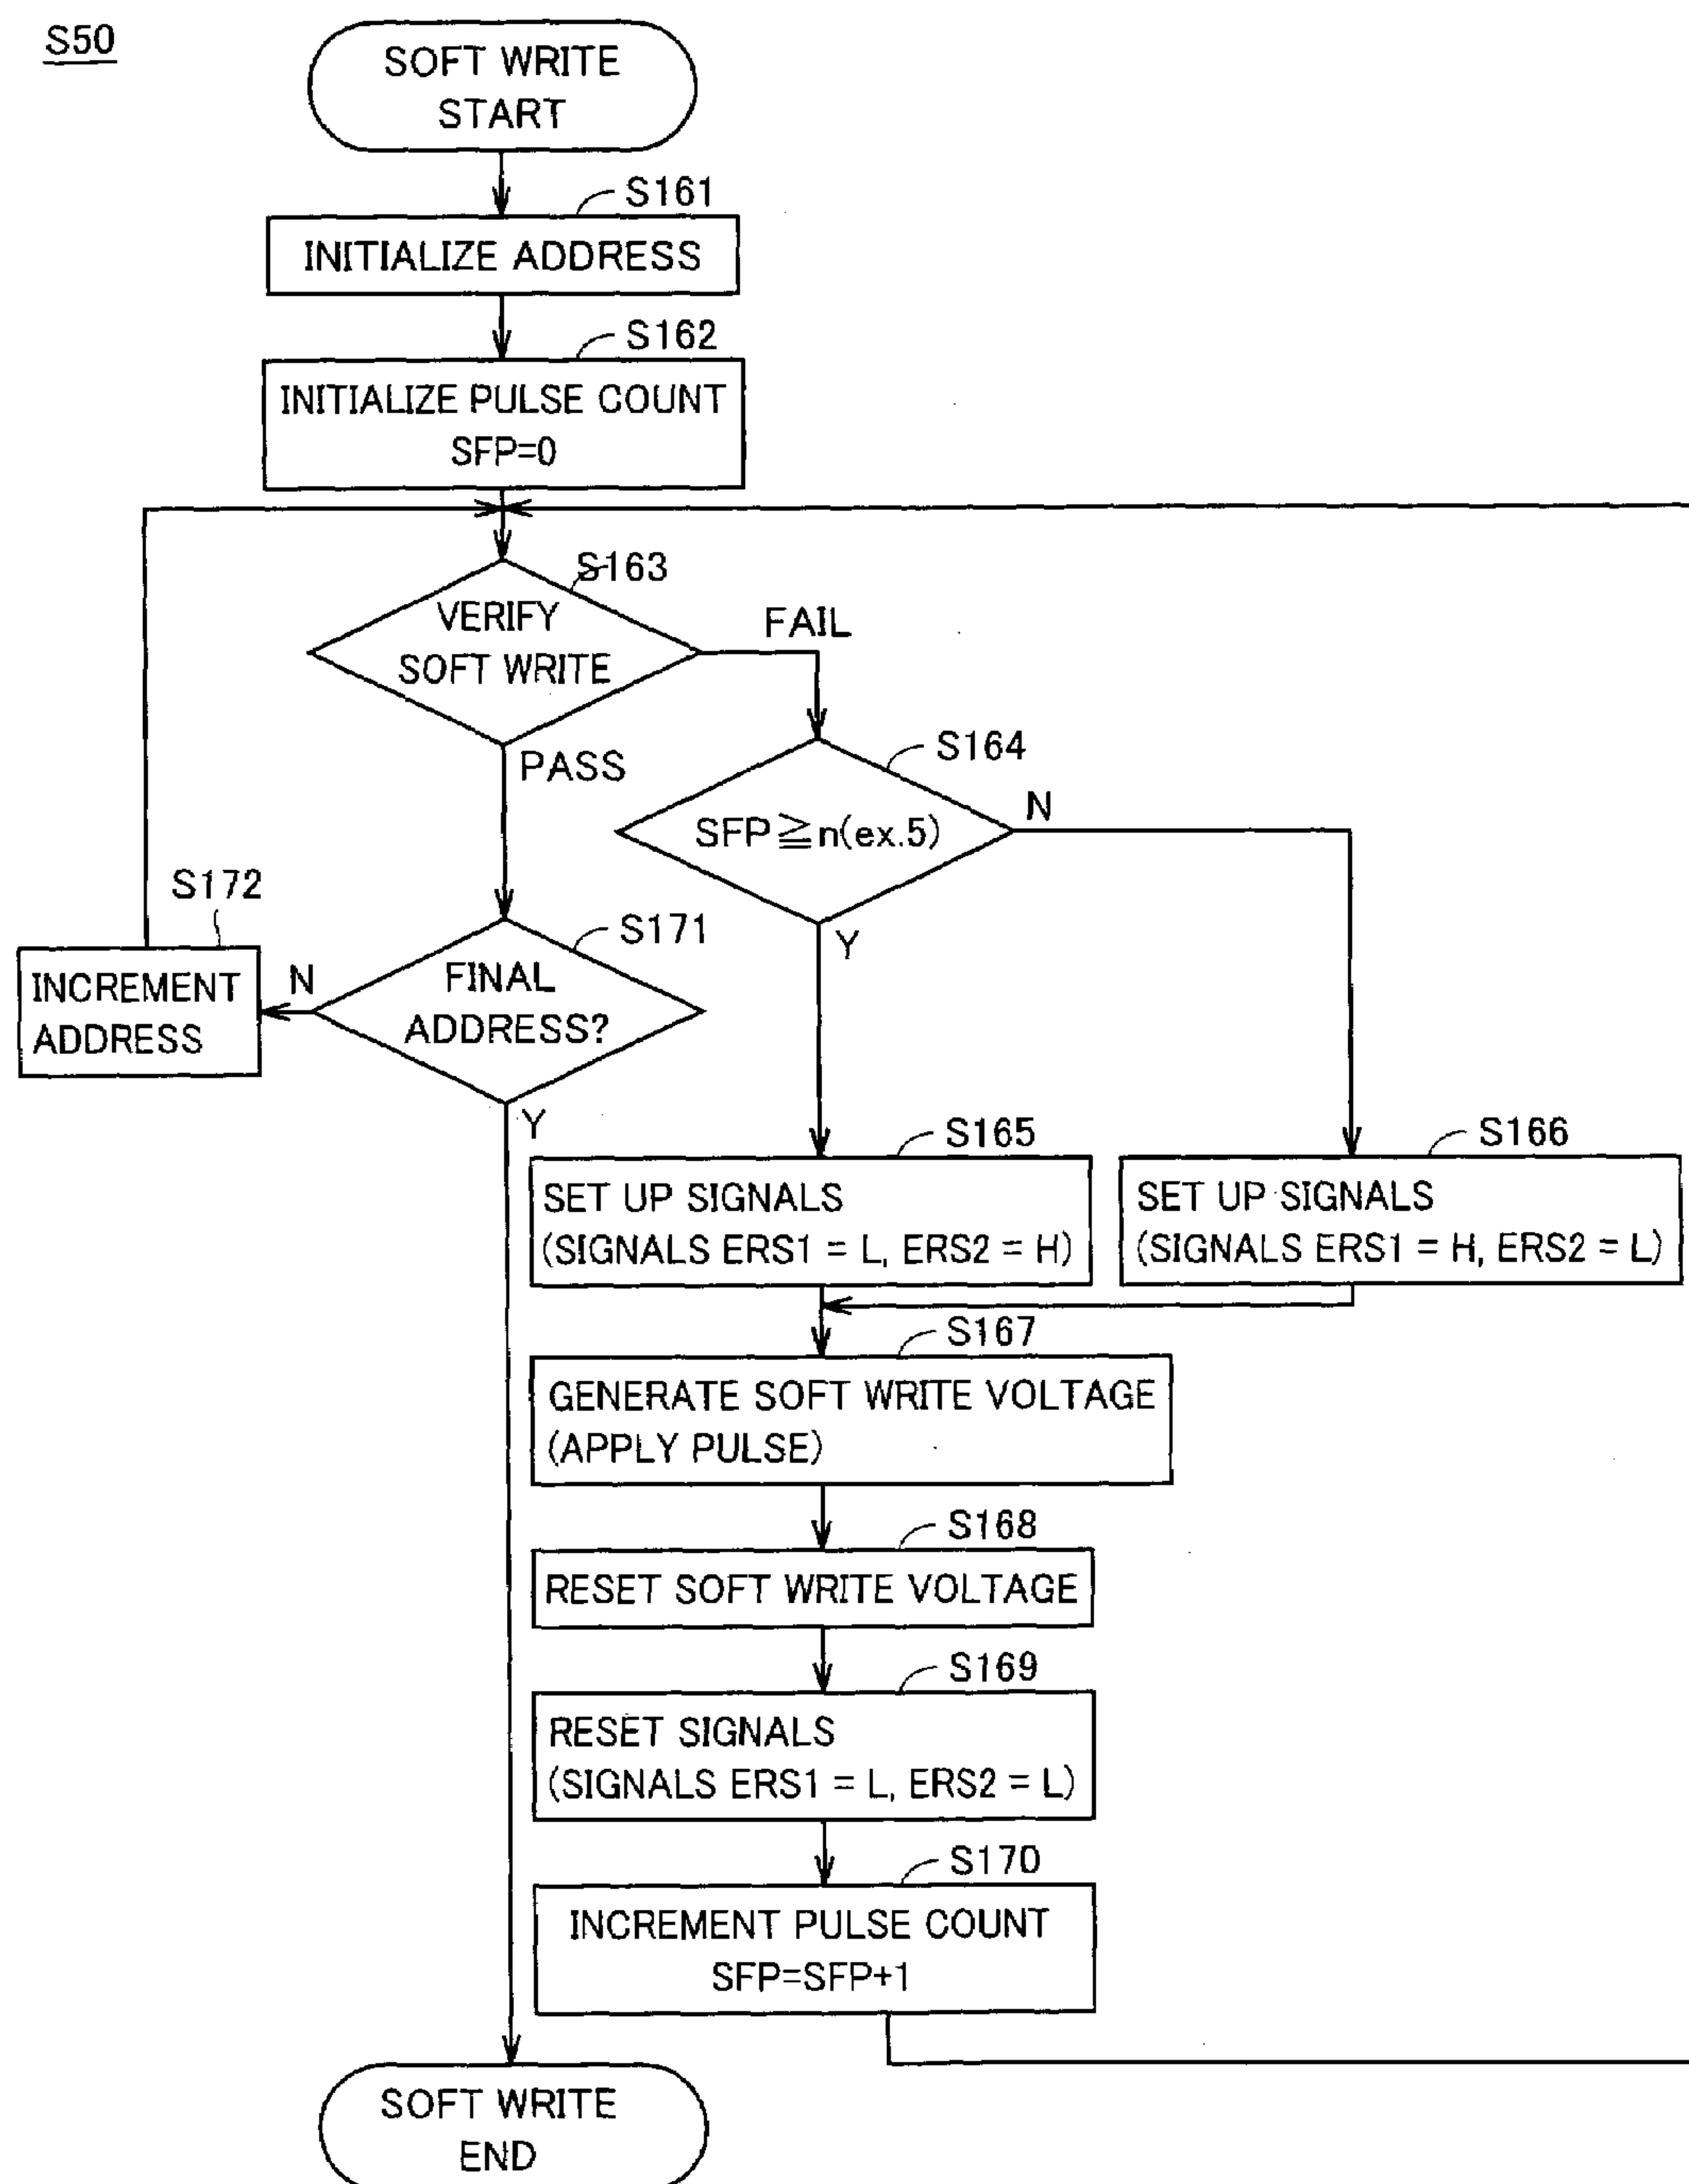 S50
SOFT WRITE
START
S161
INITIALIZE ADDRESS
S162
INITIALIZE PULSE COUNT
SFP=0
S163
VERIFY
SOFT WRITE
FAIL
PASS
S164
SFP≧n(ex.5)
N
Y
S172
INCREMENT
ADDRESS
N
S171
FINAL
ADDRESS?
Y
S165
SET UP SIGNALS
(SIGNALS ERS1 = L, ERS2 = H)
S166
SET UP SIGNALS
(SIGNALS ERS1 = H, ERS2 = L)
S167
GENERATE SOFT WRITE VOLTAGE
(APPLY PULSE)
S168
RESET SOFT WRITE VOLTAGE
S169
RESET SIGNALS
(SIGNALS ERS1 = L, ERS2 = L)
S170
INCREMENT PULSE COUNT
SFP=SFP+1
SOFT WRITE
END